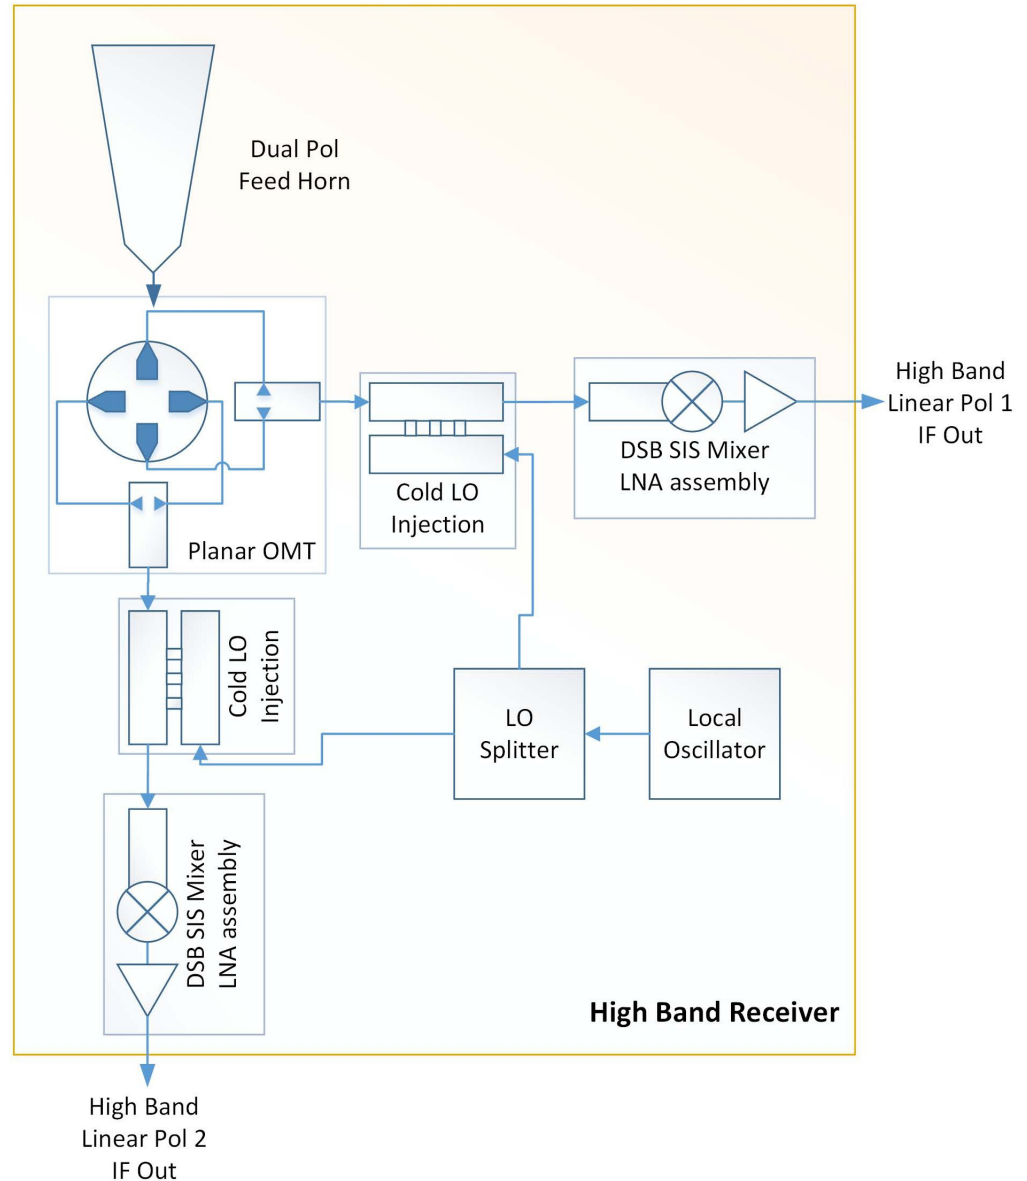 Dual Pol
Feed Horn
Planar OMT
Cold LO
Injection
DSB SIS Mixer
LNA assembly
High Band
Linear Pol 1
IF Out
Cold LO
Injection
LO
Splitter
Local
Oscillator
DSB SIS Mixer
LNA assembly
High Band Receiver
High Band
Linear Pol 2
IF Out